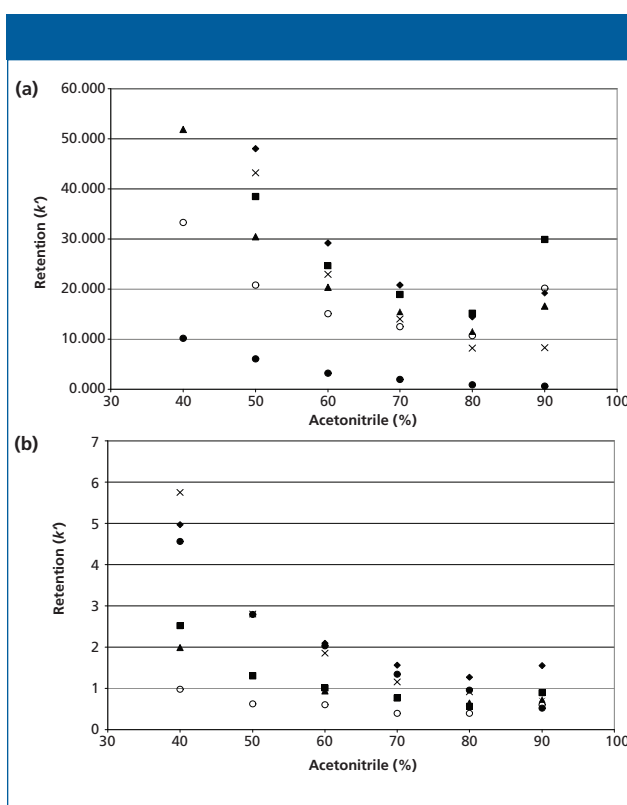 (a)
60.000
50.000
40.000
30.000
20.000
10.000
0.000
Retention (k′)
30 40 50 60 70 80 90 100
Acetonitrile (%)
(b)
7
6
5
4
3
2
1
0
Retention (k′)
30 40 50 60 70 80 90 100
Acetonitrile (%)